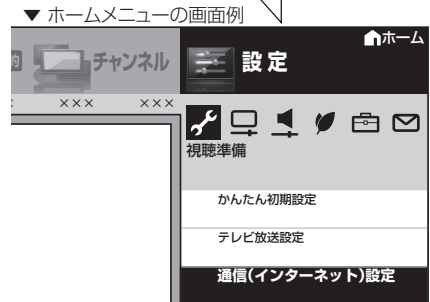 ▼ ホームメニューの画面例
ホーム
チャンネル
設定
××× ×××
視聴準備
かんたん初期設定
テレビ放送設定
通信(インターネット)設定